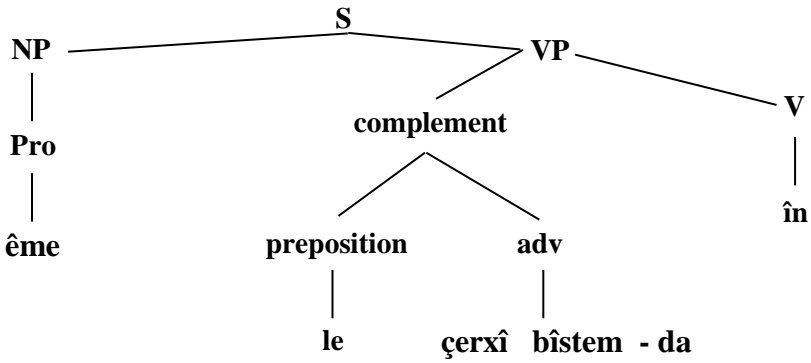 S
NP VP
complement V
Pro
în
ême preposition adv
le çerxî bîstem - da